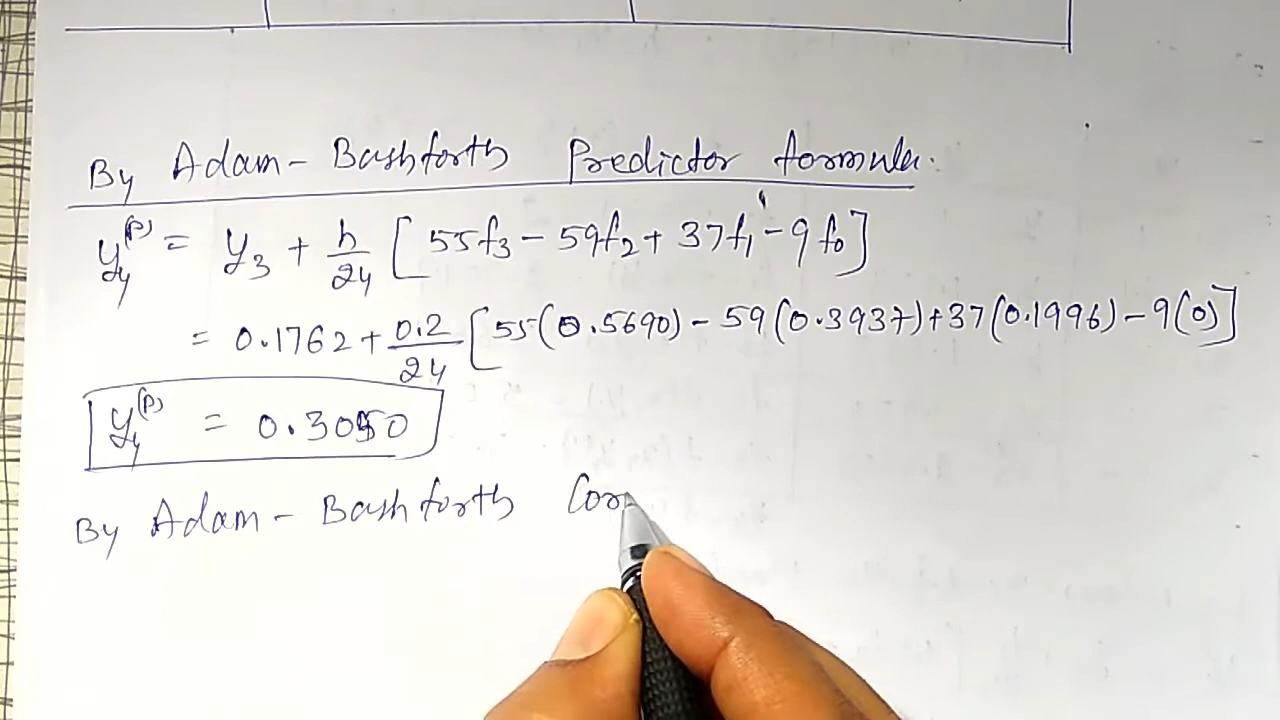 By Adam-Bashforth Predictor formula.
y₄⁽ᵖ⁾ = y₃ + h/24 [55f₃ - 59f₂ + 37f₁ - 9f₀]
= 0.1762 + 0.2/24 [55(0.5690) - 59(0.3937) + 37(0.1996) - 9(0)]
y₄⁽ᵖ⁾ = 0.3050
By Adam-Bashforth Corr